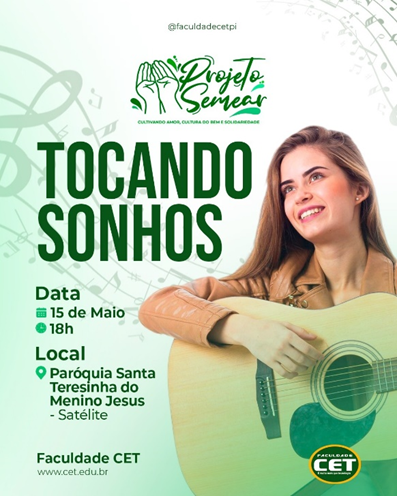 @faculdadecetpi
Projeto
Semear
CULTIVANDO AMOR, CULTURA DO BEM E SOLIDARIEDADE
TOCANDO
SONHOS
Data
15 de Maio
18h
Local
Paróquia Santa
Teresinha do
Menino Jesus
- Satélite
Faculdade CET
www.cet.edu.br
FACULDADE
CET